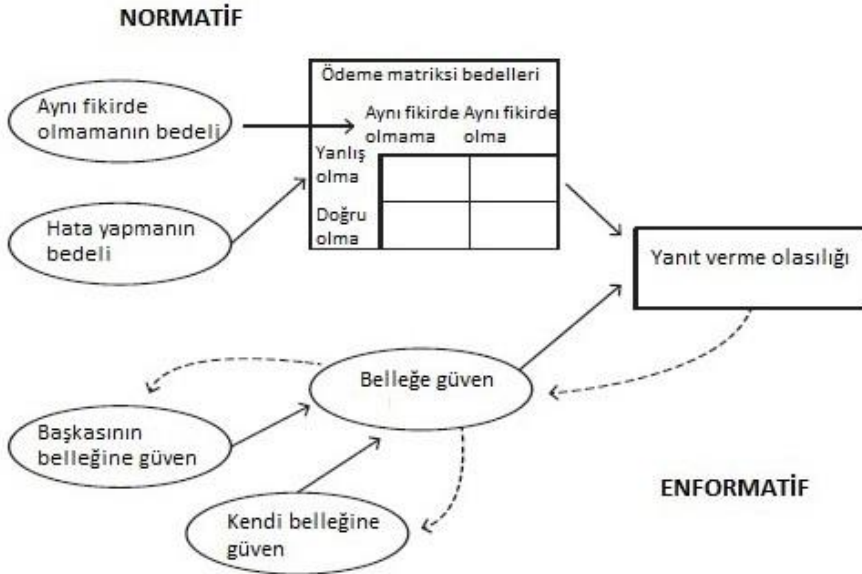 NORMATİF
Aynı fikirde
olmamanın bedeli
Hata yapmanın
bedeli
Ödeme matriksi bedelleri
Aynı fikirde Aynı fikirde
olmama olma
Yanlış
olma
Doğru
olma
Yanıt verme olasılığı
Belleğe güven
Başkasının
belleğine güven
Kendi belleğine
güven
ENFORMATİF